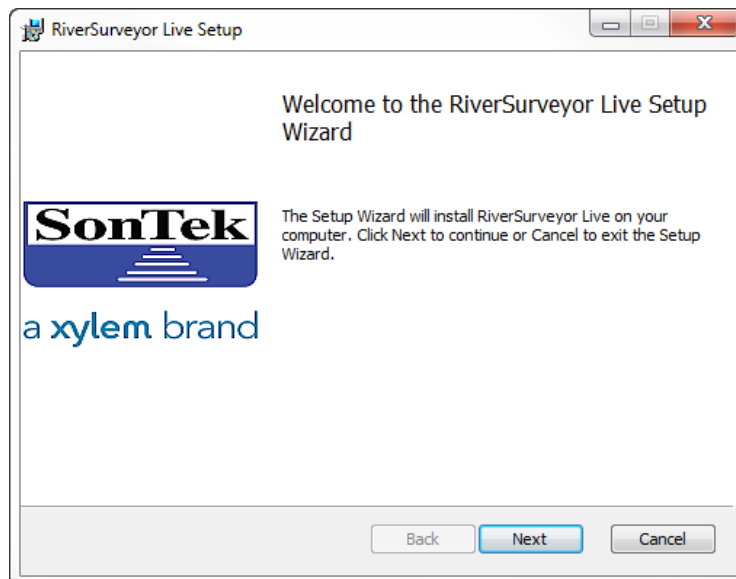 RiverSurveyor Live Setup
Welcome to the RiverSurveyor Live Setup
Wizard
SonTek
a xylem brand
The Setup Wizard will install RiverSurveyor Live on your
computer. Click Next to continue or Cancel to exit the Setup
Wizard.
Back
Next
Cancel